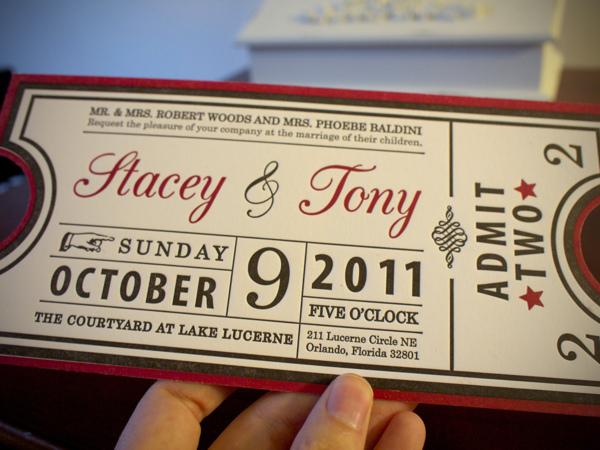 MR. & MRS. ROBERT WOODS AND MRS. PHOEBE BALDINI
Request the pleasure of your company at the marriage of their children,
Stacey & Tony
SUNDAY
OCTOBER 9 2011
FIVE O'CLOCK
THE COURTYARD AT LAKE LUCERNE
211 Lucerne Circle NE
Orlando, Florida 32801
ADMIT
★TWO★
2
2